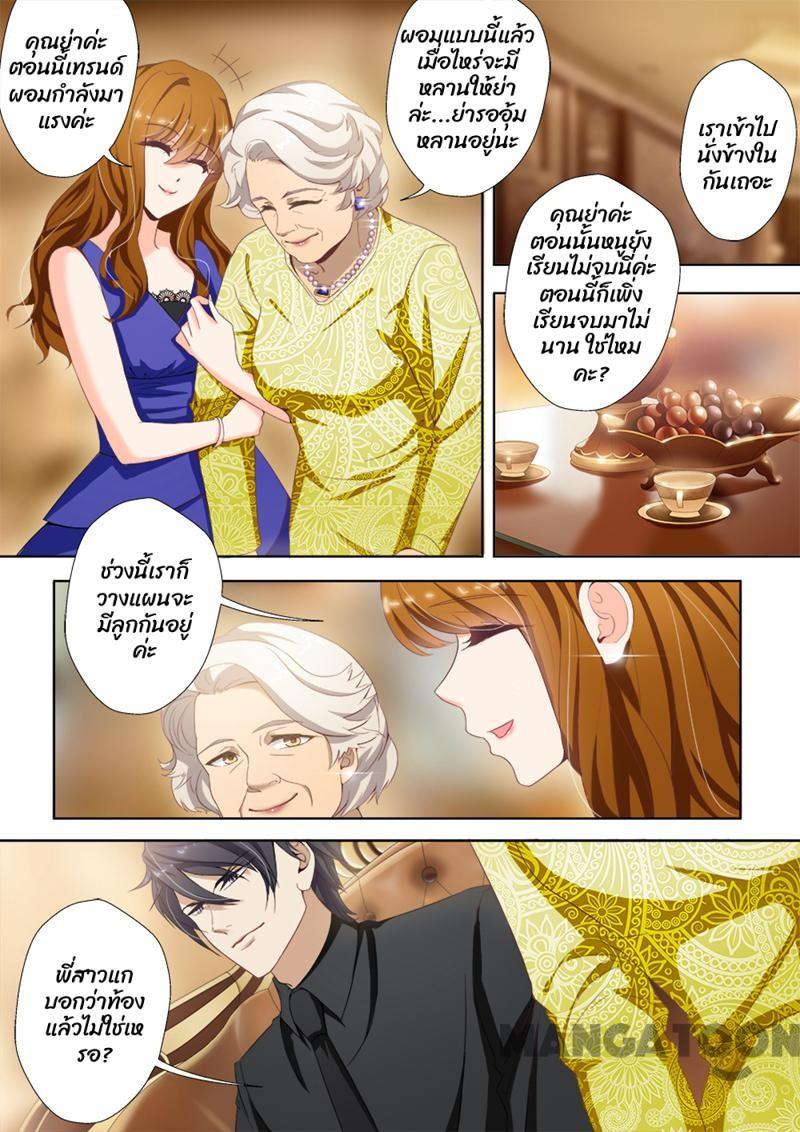 คุณย่าค่ะ
ตอนนี้เทรนด์
ผอมกำลังมา
แรงค่ะ
ผอมแบบนี้แล้ว
เมื่อไหร่จะมี
หลานให้ย่า
ล่ะ...ย่ารออุ้ม
หลานอยู่นะ
เราเข้าไป
นั่งข้างใน
กันเถอะ
คุณย่าค่ะ
ตอนนั้นหนูยัง
เรียนไม่จบนี่ค่ะ
ตอนนี้ก็เพิ่ง
เรียนจบมาไม่
นาน ใช่ไหม
คะ?
ช่วงนี้เราก็
วางแผนจะ
มีลูกกันอยู่
ค่ะ
พี่สาวแก
บอกว่าท้อง
แล้วไม่ใช่เห
รอ?
MANGATOON